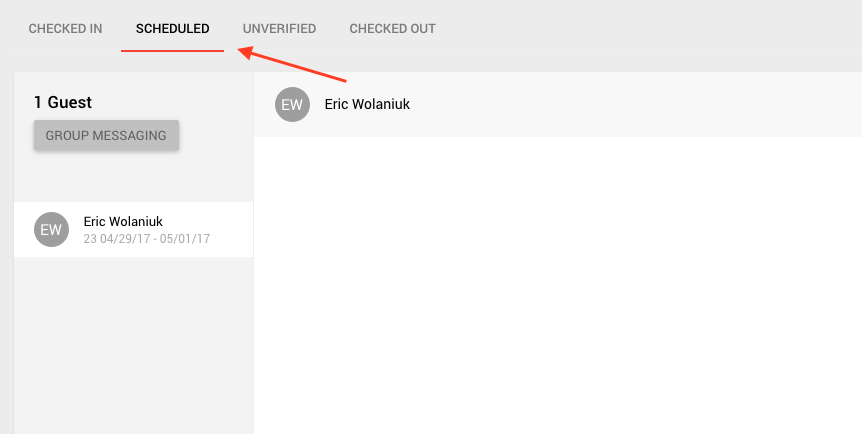 CHECKED IN SCHEDULED UNVERIFIED CHECKED OUT
1 Guest
GROUP MESSAGING
EW Eric Wolaniuk
23 04/29/17 - 05/01/17
EW Eric Wolaniuk